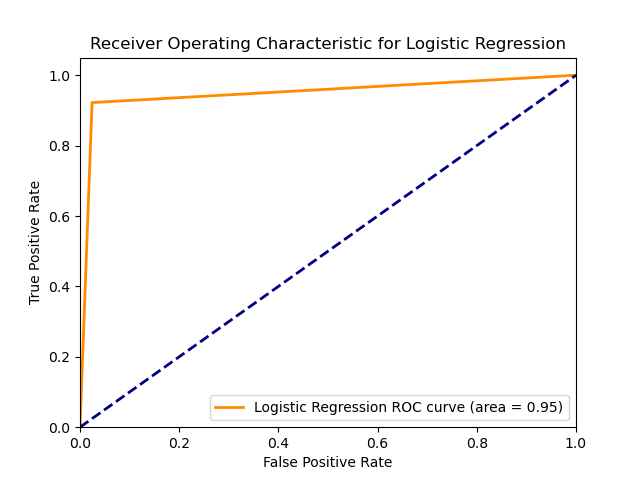 Receiver Operating Characteristic for Logistic Regression
1.0
0.8
0.6
0.4
0.2
0.0
True Positive Rate
Logistic Regression ROC curve (area = 0.95)
0.0 0.2 0.4 0.6 0.8 1.0
False Positive Rate